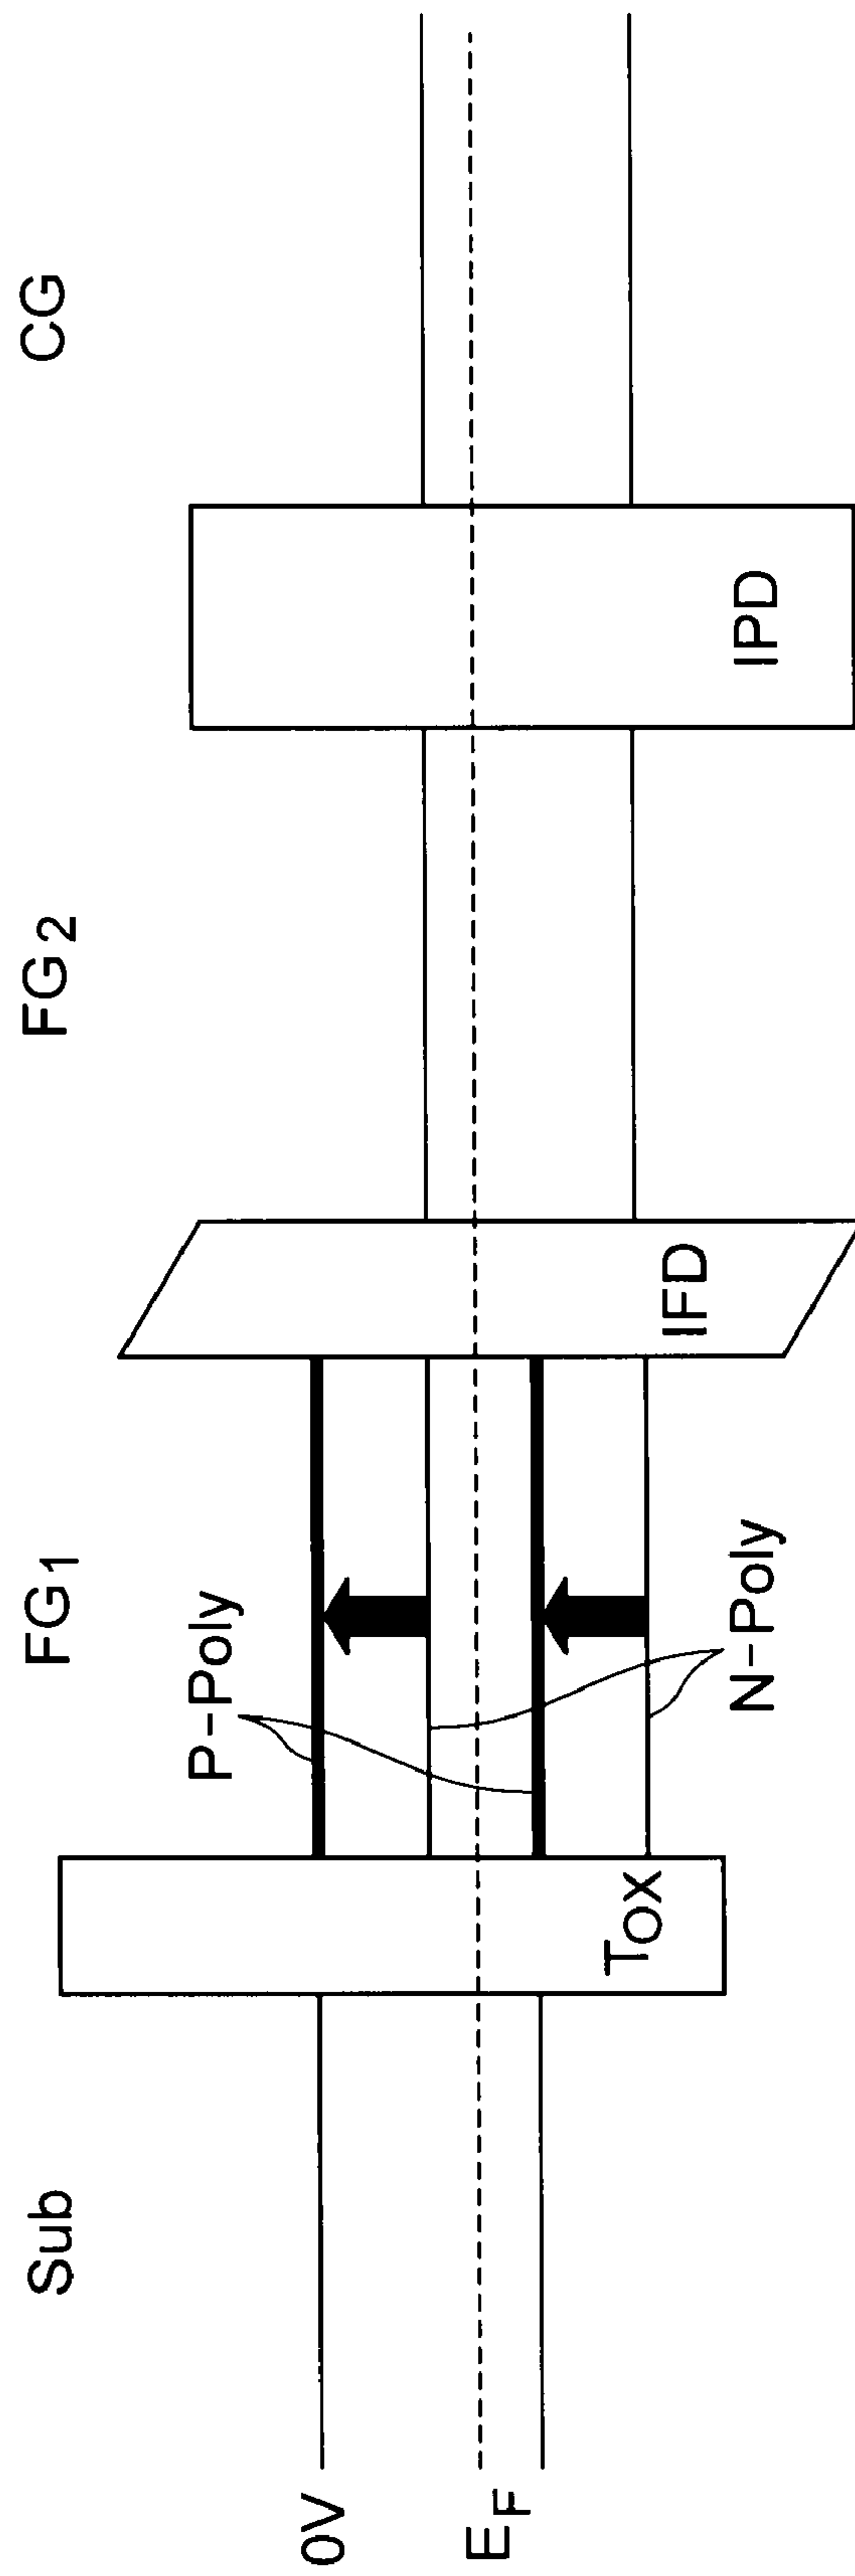 Sub
FG1
FG2
CG
P-Poly
0V
EF
TOX
IFD
IPD
N-Poly